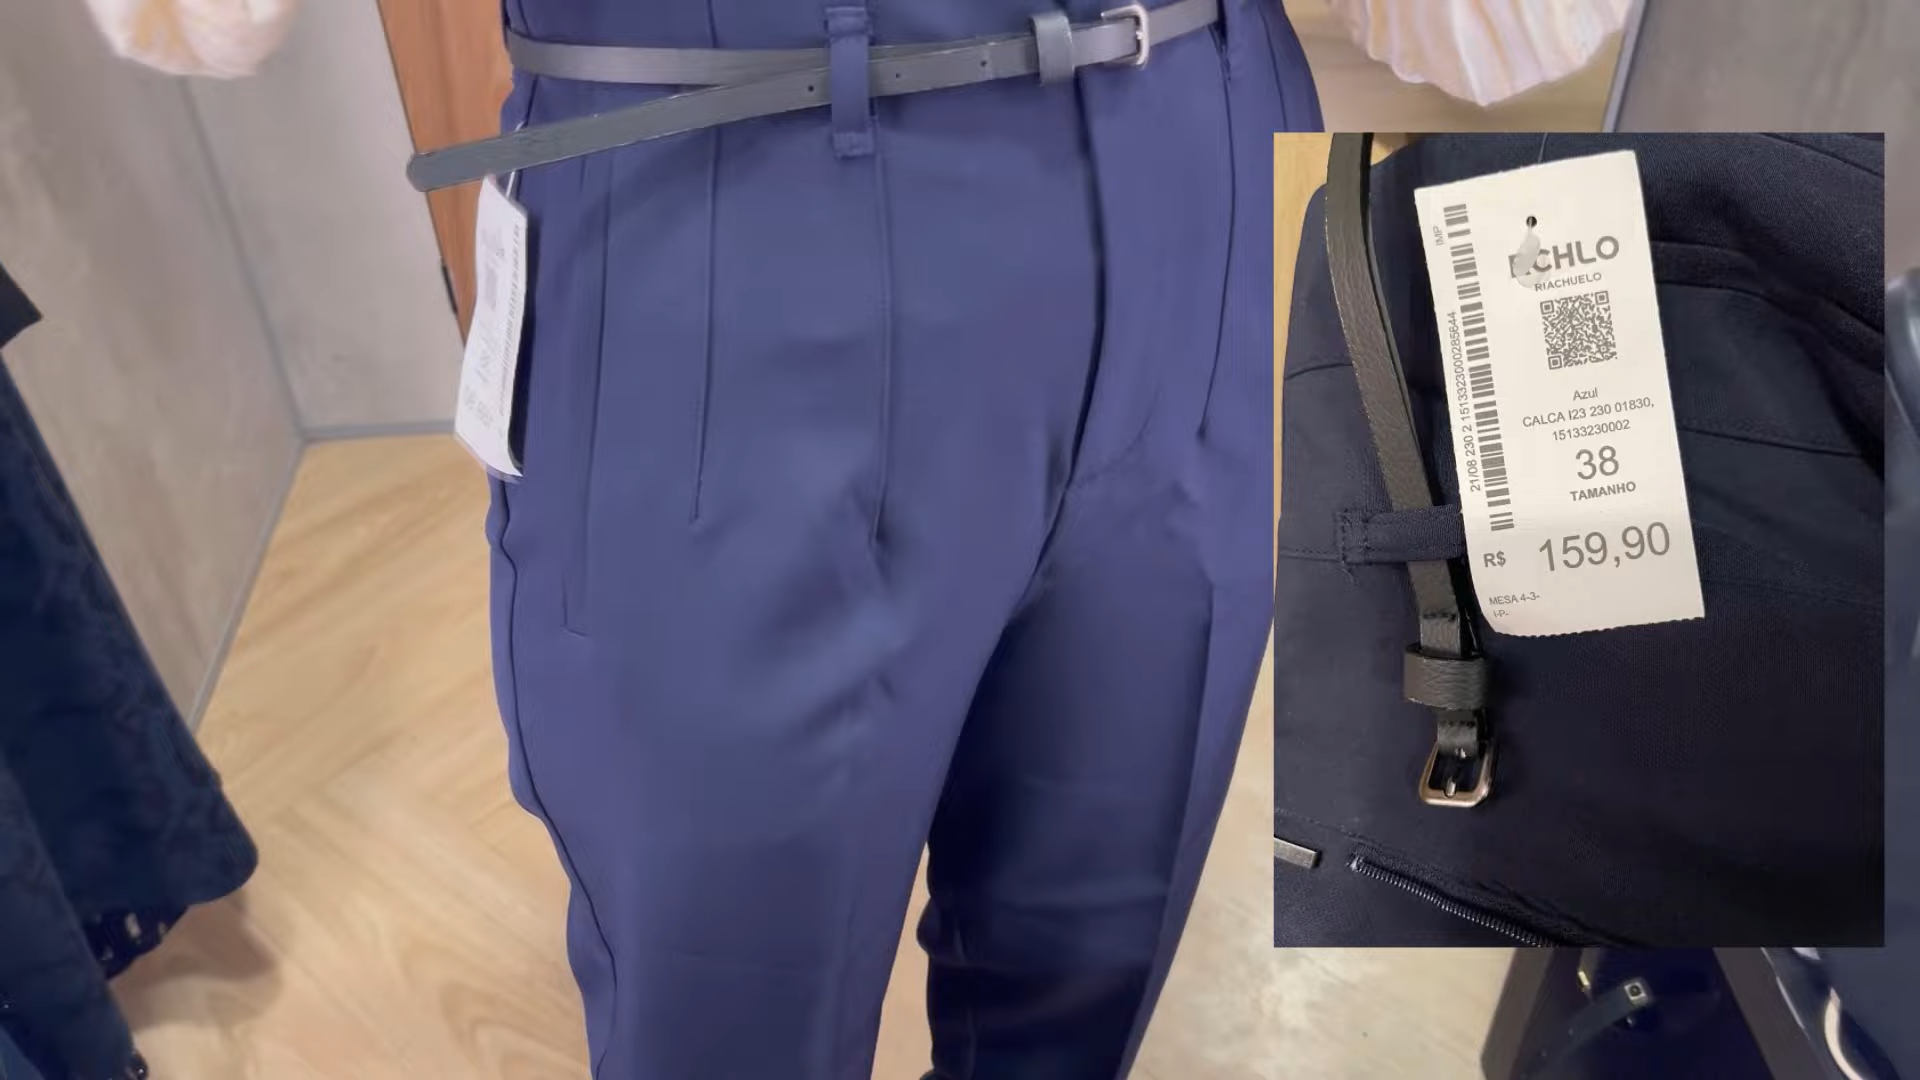 IMP
RCHLO
RIACHUELO
21/08 230 2 1513323000285644
Azul
CALCA I23 230 01830,
15133230002
38
TAMANHO
R$ 159,90
MESA 4-3-
I-P-